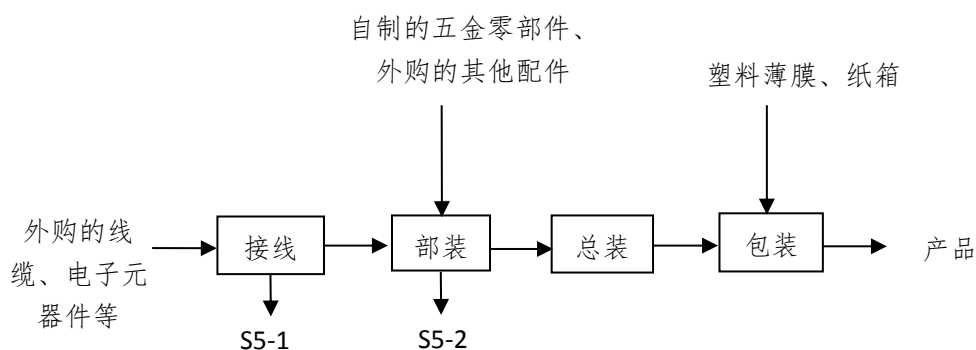 自制的五金零部件、
外购的其他配件
塑料薄膜、纸箱
外购的线
缆、电子元
器件等
接线
部装
总装
包装
产品
S5-1
S5-2